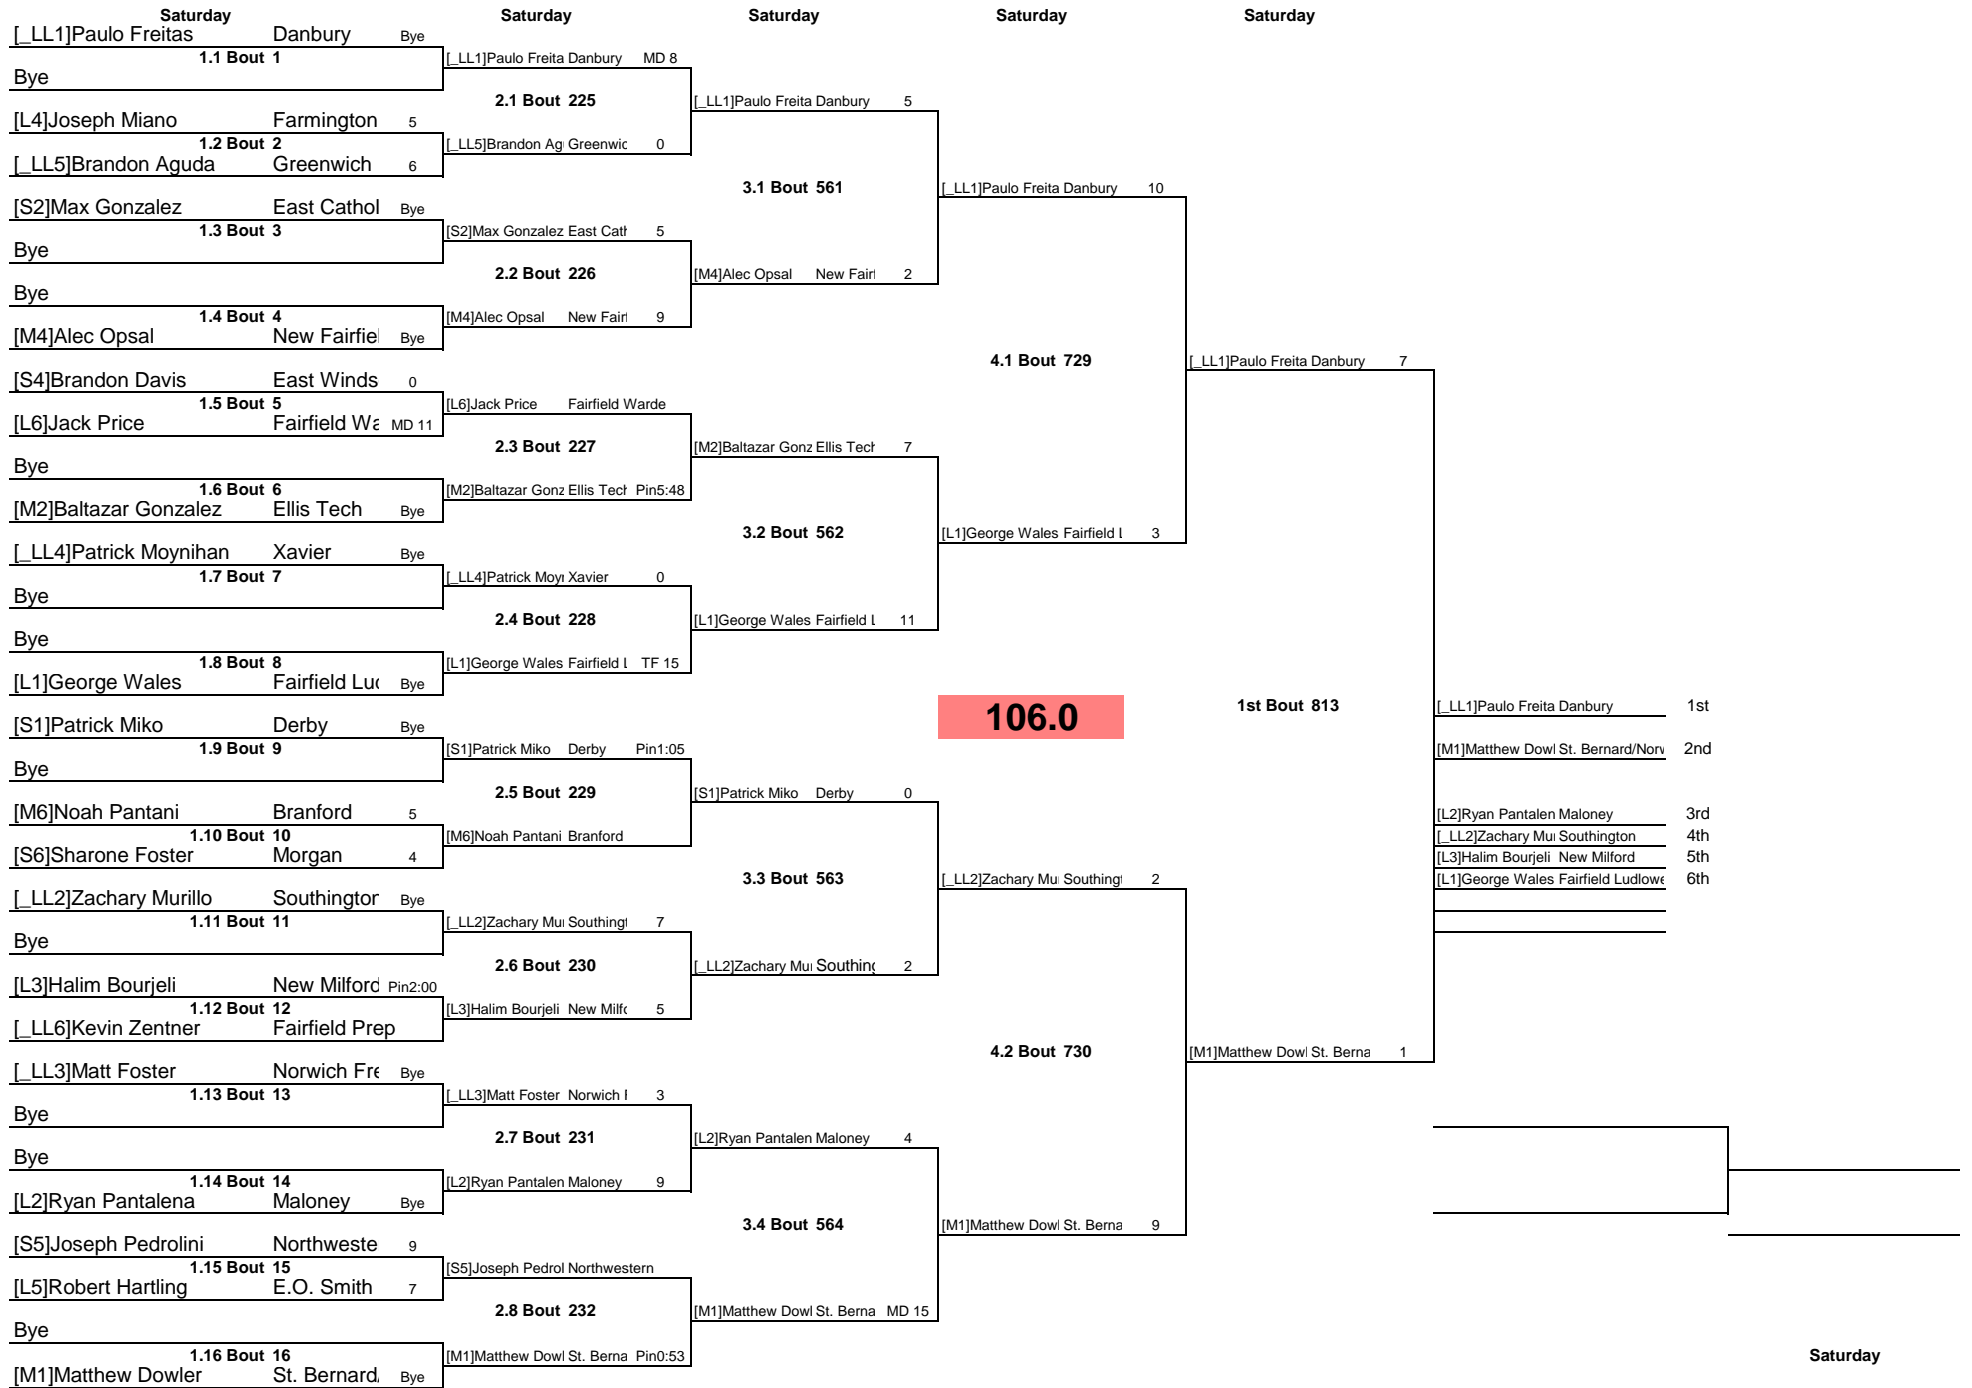 Saturday Saturday Saturday Saturday Saturday
[_LL1]Paulo Freitas Danbury Bye
1.1 Bout 1
Bye
[L4]Joseph Miano Farmington 5
1.2 Bout 2
[_LL5]Brandon Aguda Greenwich 6
[S2]Max Gonzalez East Cathol Bye
1.3 Bout 3
Bye
Bye
1.4 Bout 4
[M4]Alec Opsal New Fairfiel Bye
[S4]Brandon Davis East Winds 0
1.5 Bout 5
[L6]Jack Price Fairfield Wa MD 11
Bye
1.6 Bout 6
[M2]Baltazar Gonzalez Ellis Tech Bye
[_LL4]Patrick Moynihan Xavier Bye
1.7 Bout 7
Bye
Bye
1.8 Bout 8
[L1]George Wales Fairfield Luc Bye
[S1]Patrick Miko Derby Bye
1.9 Bout 9
Bye
[M6]Noah Pantani Branford 5
1.10 Bout 10
[S6]Sharone Foster Morgan 4
[_LL2]Zachary Murillo Southington Bye
1.11 Bout 11
Bye
[L3]Halim Bourjeli New Milford Pin2:00
1.12 Bout 12
[_LL6]Kevin Zentner Fairfield Prep
[_LL3]Matt Foster Norwich Fre Bye
1.13 Bout 13
Bye
Bye
1.14 Bout 14
[L2]Ryan Pantalena Maloney Bye
[S5]Joseph Pedrolini Northweste 9
1.15 Bout 15
[L5]Robert Hartling E.O. Smith 7
Bye
1.16 Bout 16
[M1]Matthew Dowler St. Bernard/ Bye
[_LL1]Paulo Freita Danbury MD 8
2.1 Bout 225
[_LL5]Brandon Ag Greenwic 0
[S2]Max Gonzalez East Cath 5
2.2 Bout 226
[M4]Alec Opsal New Fairf 9
[L6]Jack Price Fairfield Warde
2.3 Bout 227
[M2]Baltazar Gonz Ellis Tech Pin5:48
[_LL4]Patrick Moy Xavier 0
2.4 Bout 228
[L1]George Wales Fairfield L TF 15
[S1]Patrick Miko Derby Pin1:05
2.5 Bout 229
[M6]Noah Pantani Branford
[_LL2]Zachary Mu Southingt 7
2.6 Bout 230
[L3]Halim Bourjeli New Milfo 5
[_LL3]Matt Foster Norwich F 3
2.7 Bout 231
[L2]Ryan Pantalen Maloney 9
[S5]Joseph Pedrol Northwestern
2.8 Bout 232
[M1]Matthew Dowl St. Berna Pin0:53
[_LL1]Paulo Freita Danbury 5
3.1 Bout 561
[M4]Alec Opsal New Fairf 2
[M2]Baltazar Gonz Ellis Tech 7
3.2 Bout 562
[L1]George Wales Fairfield L 11
[S1]Patrick Miko Derby 0
3.3 Bout 563
[_LL2]Zachary Mu Southing 2
[L2]Ryan Pantalen Maloney 4
3.4 Bout 564
[M1]Matthew Dowl St. Berna MD 15
[_LL1]Paulo Freita Danbury 10
4.1 Bout 729
[L1]George Wales Fairfield L 3
106.0
[_LL2]Zachary Mu Southingt 2
4.2 Bout 730
[M1]Matthew Dowl St. Berna 9
[_LL1]Paulo Freita Danbury 7
1st Bout 813
[M1]Matthew Dowl St. Berna 1
[_LL1]Paulo Freita Danbury 1st
[M1]Matthew Dowl St. Bernard/Norw 2nd
[L2]Ryan Pantalen Maloney 3rd
[_LL2]Zachary Mu Southington 4th
[L3]Halim Bourjeli New Milford 5th
[L1]George Wales Fairfield Ludlowe 6th
Saturday